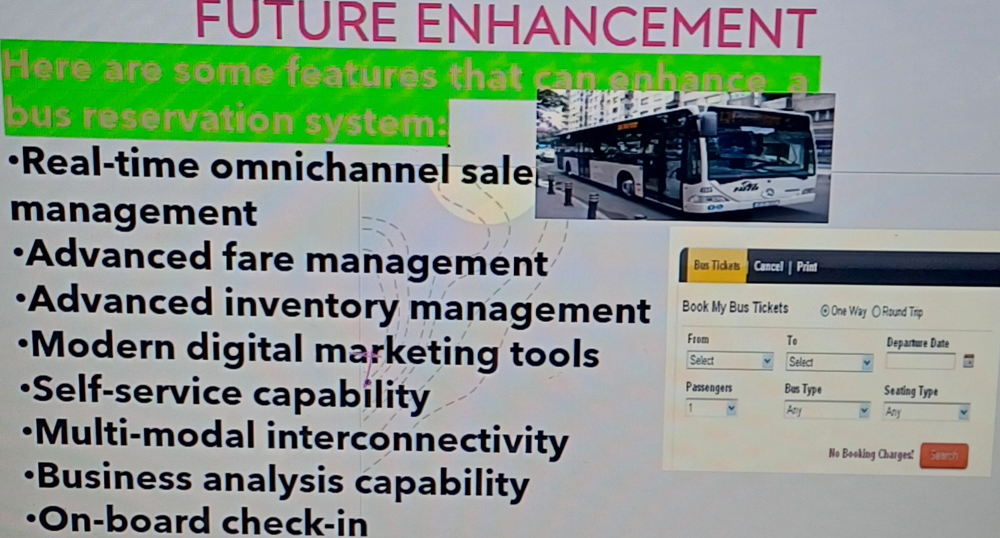 FUTURE ENHANCEMENT
Here are some features that can enhance a
bus reservation system:
•Real-time omnichannel sale
management
•Advanced fare management
•Advanced inventory management
•Modern digital marketing tools
•Self-service capability
•Multi-modal interconnectivity
•Business analysis capability
•On-board check-in
Bus Tickets | Cancel | Print
Book My Bus Tickets One Way Round Trip
From To Departure Date
Select Select
Passengers Bus Type Seating Type
1 Any Any
No Booking Charges! Search